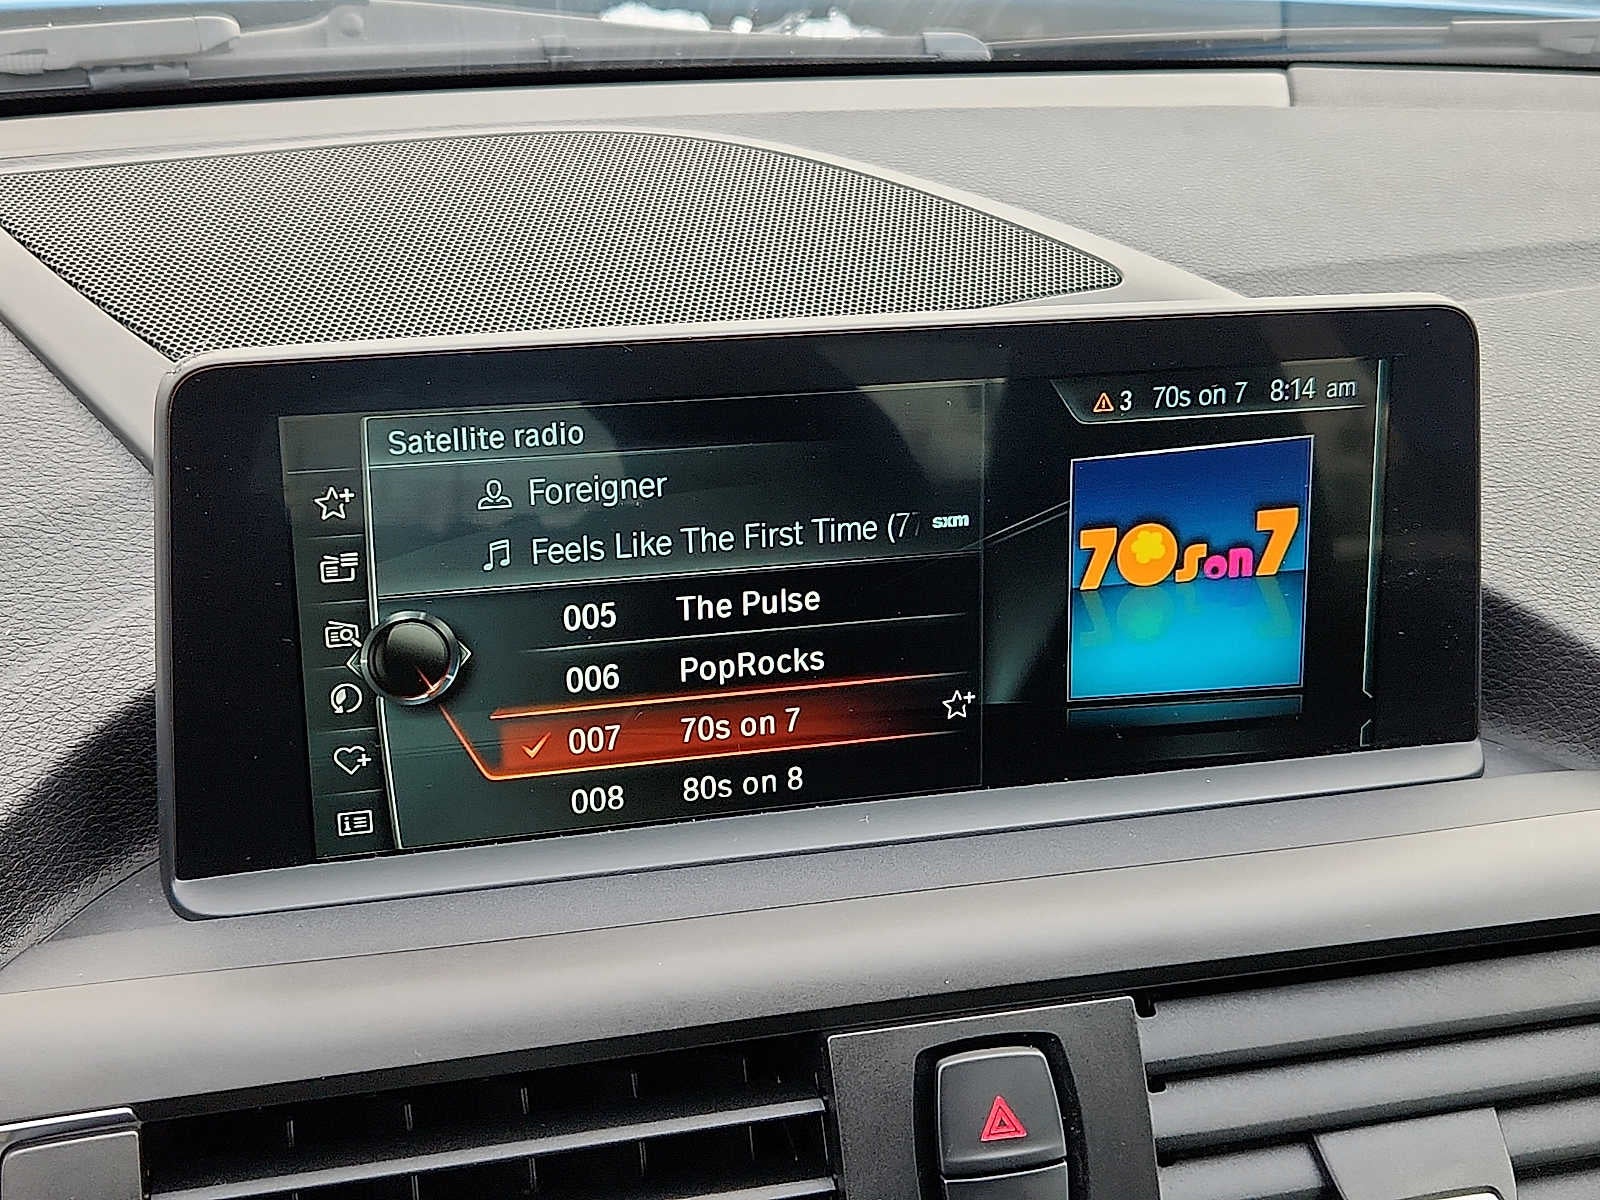 3 70s on 7 8:14 am
Satellite radio
Foreigner
Feels Like The First Time (77 sxm
005 The Pulse
006 PopRocks
007 70s on 7
008 80s on 8
70s on 7